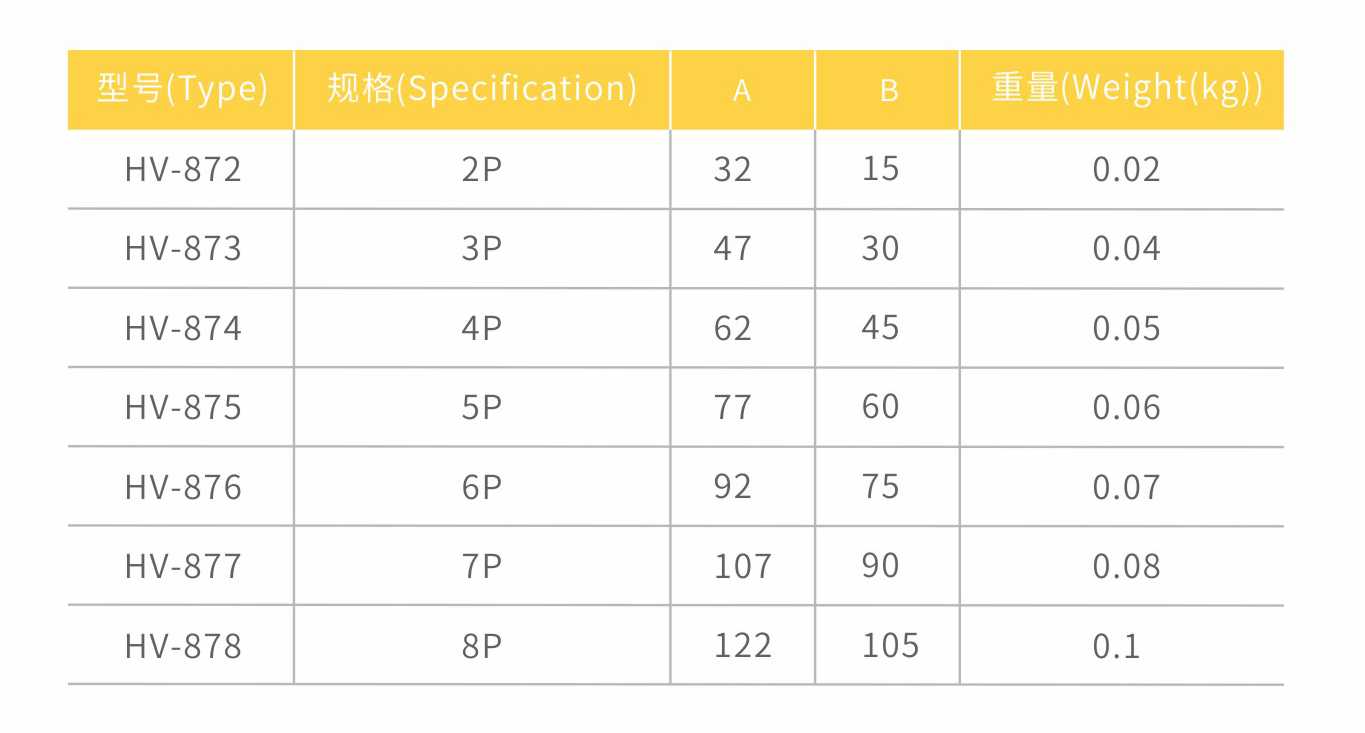 型号(Type) 规格(Specification) A B 重量(Weight(kg))
HV-872 2P 32 15 0.02
HV-873 3P 47 30 0.04
HV-874 4P 62 45 0.05
HV-875 5P 77 60 0.06
HV-876 6P 92 75 0.07
HV-877 7P 107 90 0.08
HV-878 8P 122 105 0.1